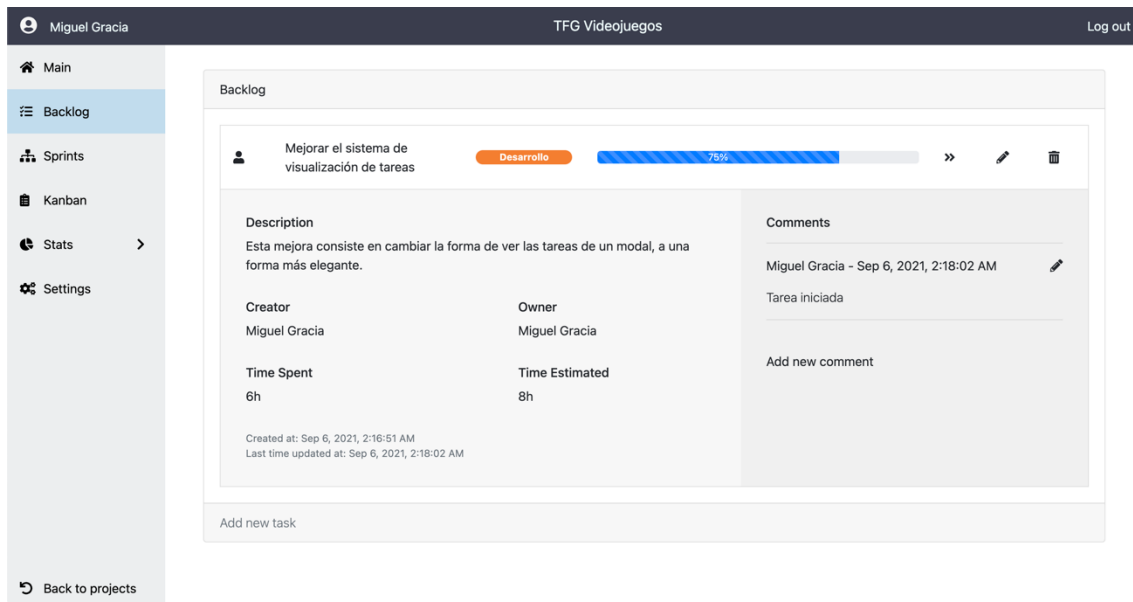 Miguel Gracia
TFG Videojuegos
Log out
Main
Backlog
Sprints
Kanban
Stats
Settings
Back to projects
Backlog
Mejorar el sistema de
visualización de tareas
Desarrollo
75%
Description
Esta mejora consiste en cambiar la forma de ver las tareas de un modal, a una
forma más elegante.
Creator
Miguel Gracia
Owner
Miguel Gracia
Time Spent
6h
Time Estimated
8h
Created at: Sep 6, 2021, 2:16:51 AM
Last time updated at: Sep 6, 2021, 2:18:02 AM
Comments
Miguel Gracia - Sep 6, 2021, 2:18:02 AM
Tarea iniciada
Add new comment
Add new task